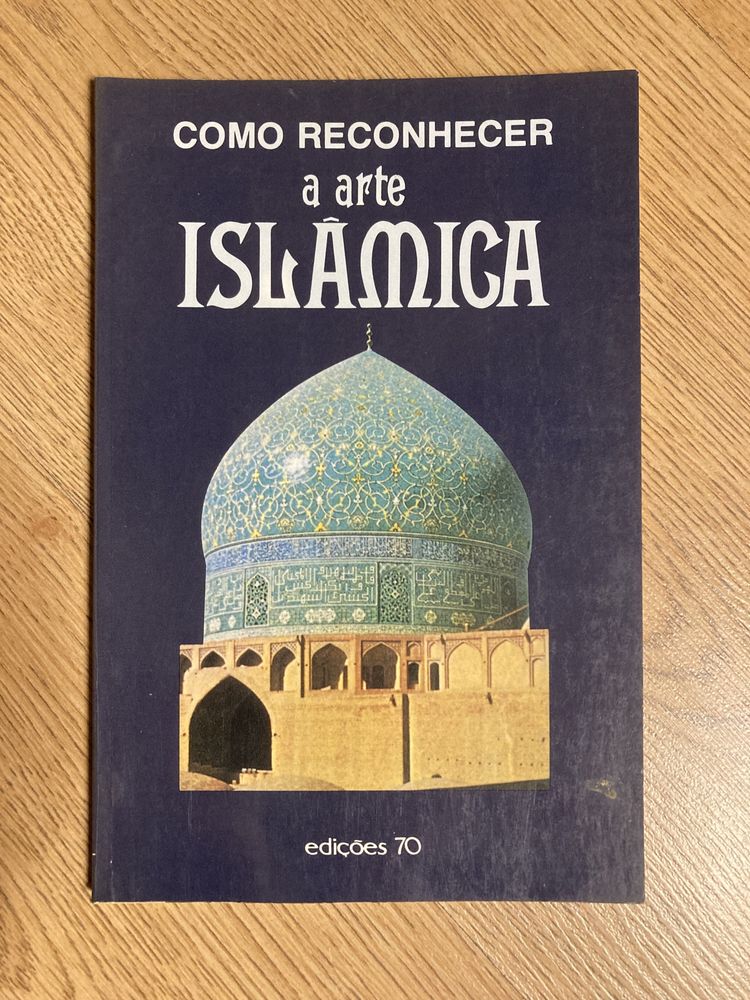 COMO RECONHECER
a arte
ISLÂMICA
edições 70